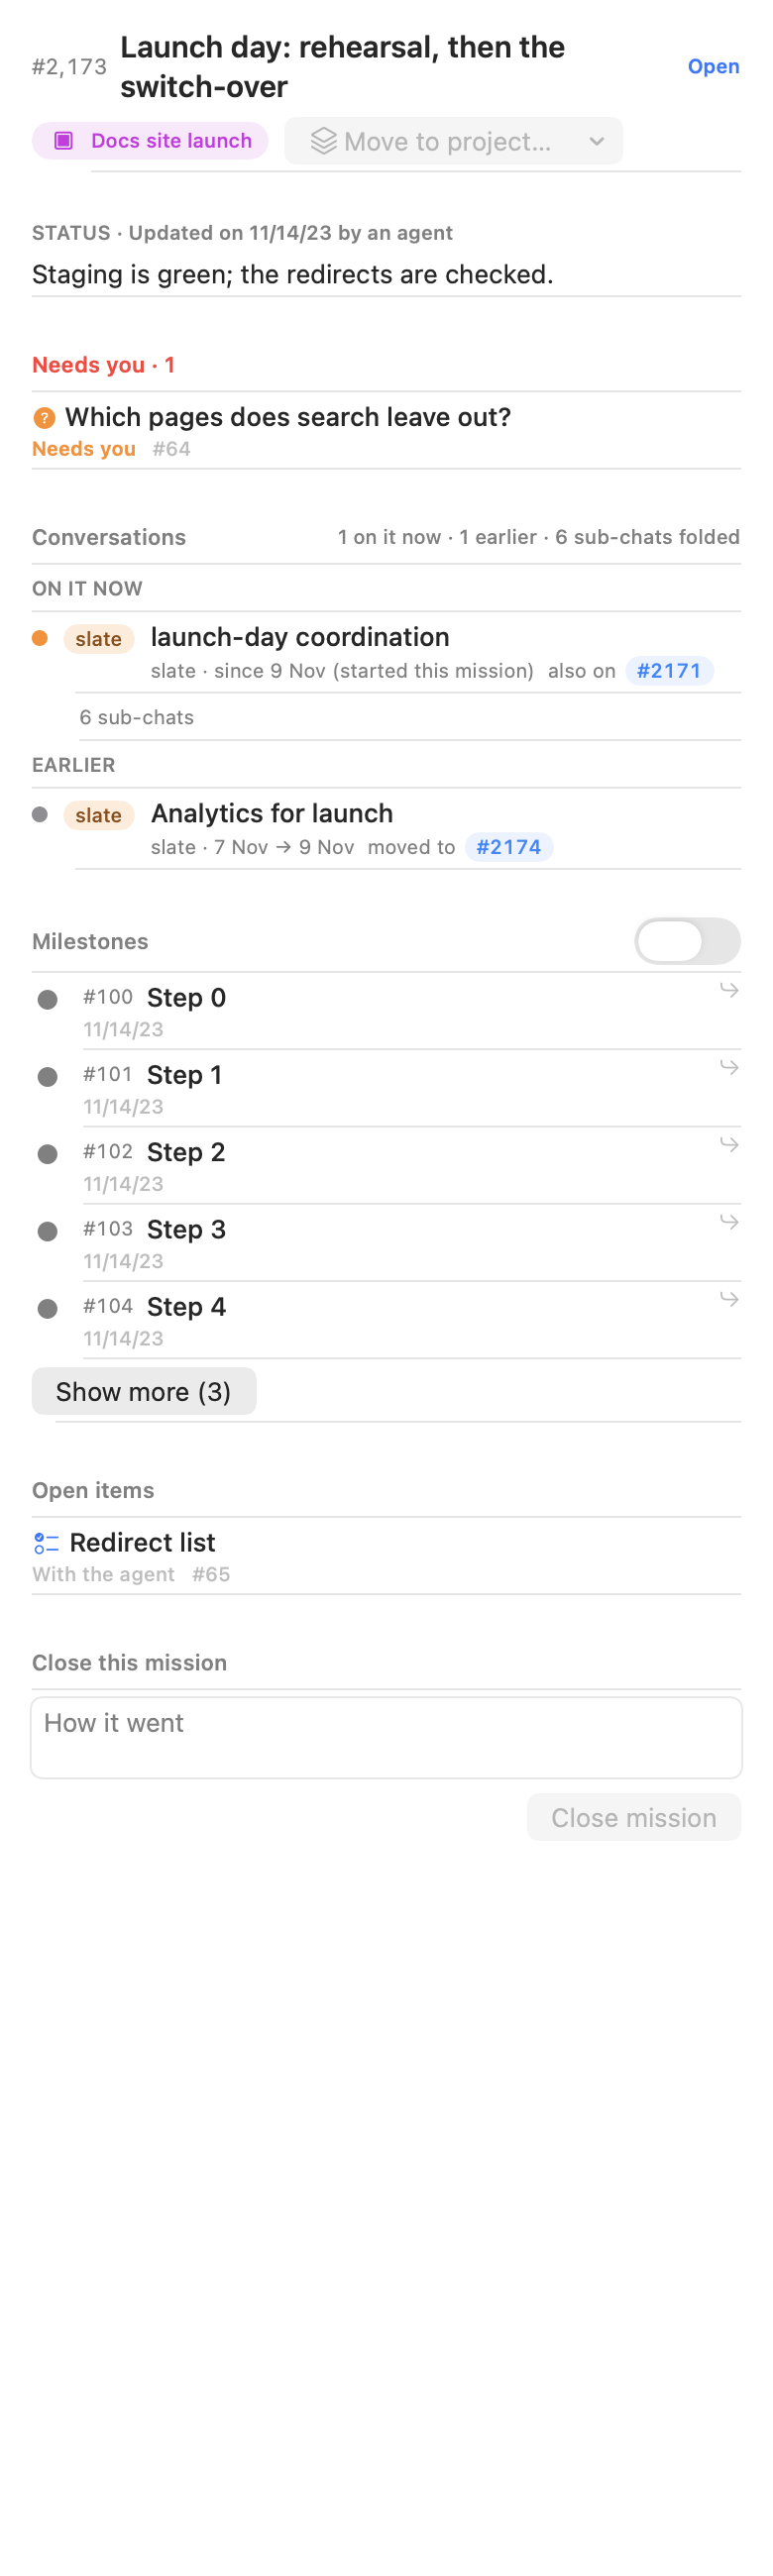 #2,173 Launch day: rehearsal, then the switch-over Open
Docs site launch Move to project...
STATUS · Updated on 11/14/23 by an agent
Staging is green; the redirects are checked.
Needs you · 1
? Which pages does search leave out?
Needs you #64
Conversations 1 on it now · 1 earlier · 6 sub-chats folded
ON IT NOW
slate launch-day coordination
slate · since 9 Nov (started this mission) also on #2171
6 sub-chats
EARLIER
slate Analytics for launch
slate · 7 Nov → 9 Nov moved to #2174
Milestones
#100 Step 0
11/14/23
#101 Step 1
11/14/23
#102 Step 2
11/14/23
#103 Step 3
11/14/23
#104 Step 4
11/14/23
Show more (3)
Open items
Redirect list
With the agent #65
Close this mission
How it went
Close mission